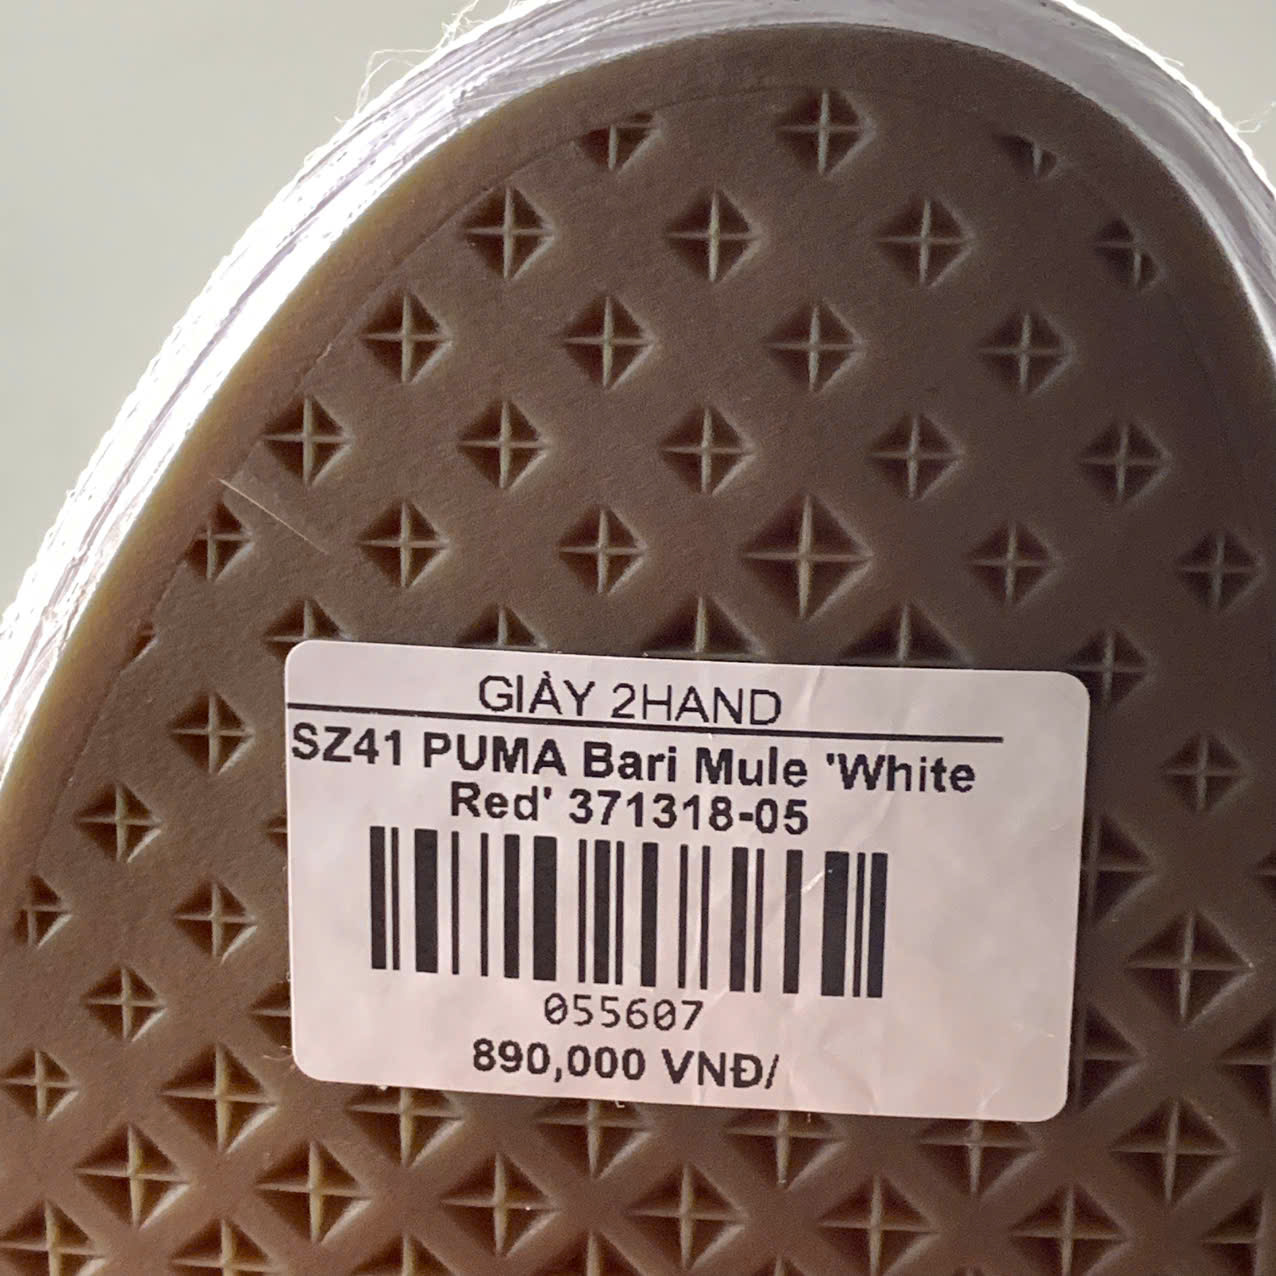 GIÀY 2HAND
SZ41 PUMA Bari Mule 'White
Red' 371318-05
055607
890,000 VNĐ/